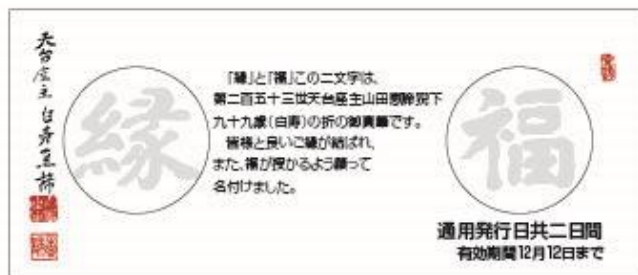 天台座主 白寿恵諦
縁
「縁」と「福」この二文字は、
第二百五十三世天台座主山田恵諦猊下
九十九歳(白寿)の折の御真筆です。
皆様と良いご縁が結ばれ、
また、福が授かるよう願って
名付けました。
福
通用発行日共二日間
有効期間12月12日まで